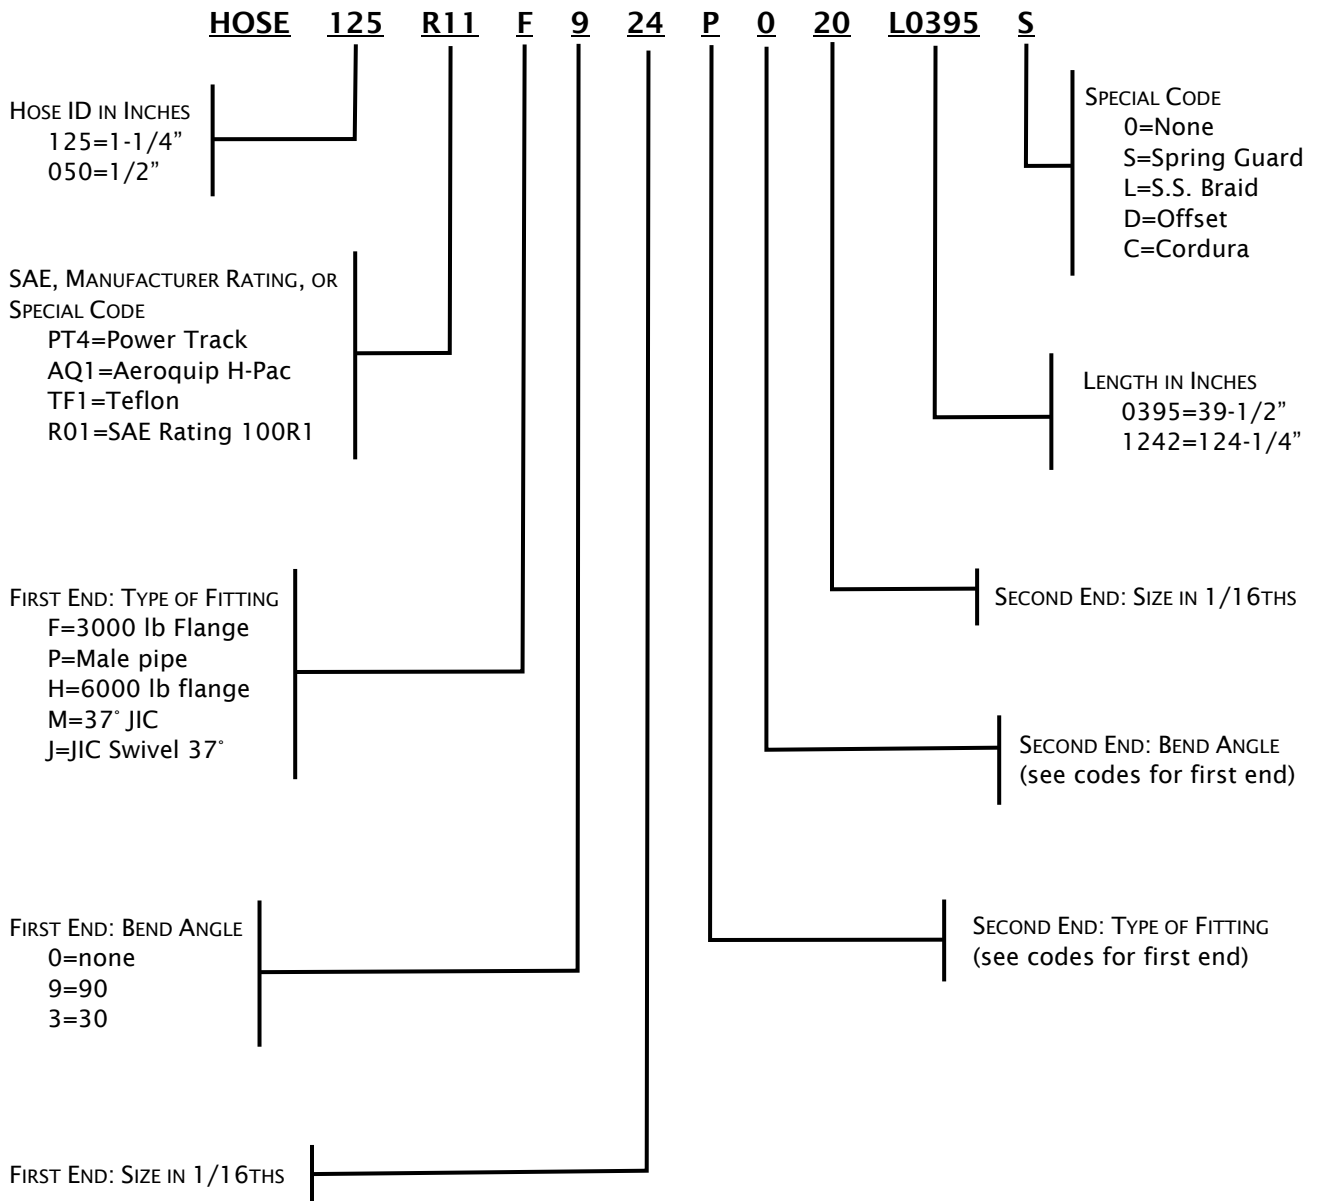 HOSE 125 R11 F 9 24 P 0 20 L0395 S
Hose ID in Inches
125=1-1/4”
050=1/2”
SAE, Manufacturer Rating, or
Special Code
PT4=Power Track
AQ1=Aeroquip H-Pac
TF1=Teflon
R01=SAE Rating 100R1
First End: Type of Fitting
F=3000 lb Flange
P=Male pipe
H=6000 lb flange
M=37° JIC
J=JIC Swivel 37°
First End: Bend Angle
0=none
9=90
3=30
First End: Size in 1/16ths
Special Code
0=None
S=Spring Guard
L=S.S. Braid
D=Offset
C=Cordura
Length in Inches
0395=39-1/2”
1242=124-1/4”
Second End: Size in 1/16ths
Second End: Bend Angle
(see codes for first end)
Second End: Type of Fitting
(see codes for first end)